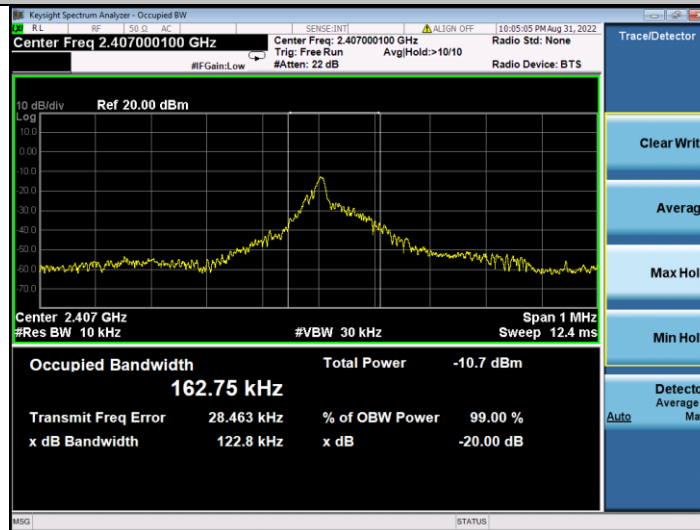 Keysight Spectrum Analyzer - Occupied BW
RL RF 50 Ω AC SENSE:INT ALIGN OFF 10:05:05 PM Aug 31, 2022
Center Freq 2.407000100 GHz
Center Freq: 2.407000100 GHz
Radio Std: None
Trig: Free Run Avg|Hold:>10/10
#IFGain:Low #Atten: 22 dB Radio Device: BTS
10 dB/div Ref 20.00 dBm
Log
10.0
0.00
-10.0
-20.0
-30.0
-40.0
-50.0
-60.0
-70.0
Center 2.407 GHz Span 1 MHz
#Res BW 10 kHz #VBW 30 kHz Sweep 12.4 ms
Occupied Bandwidth Total Power -10.7 dBm
162.75 kHz
Transmit Freq Error 28.463 kHz % of OBW Power 99.00 %
x dB Bandwidth 122.8 kHz x dB -20.00 dB
MSG STATUS
Trace/Detector
Clear Writ
Averag
Max Hol
Min Hol
Detecto
Average
Auto Ma